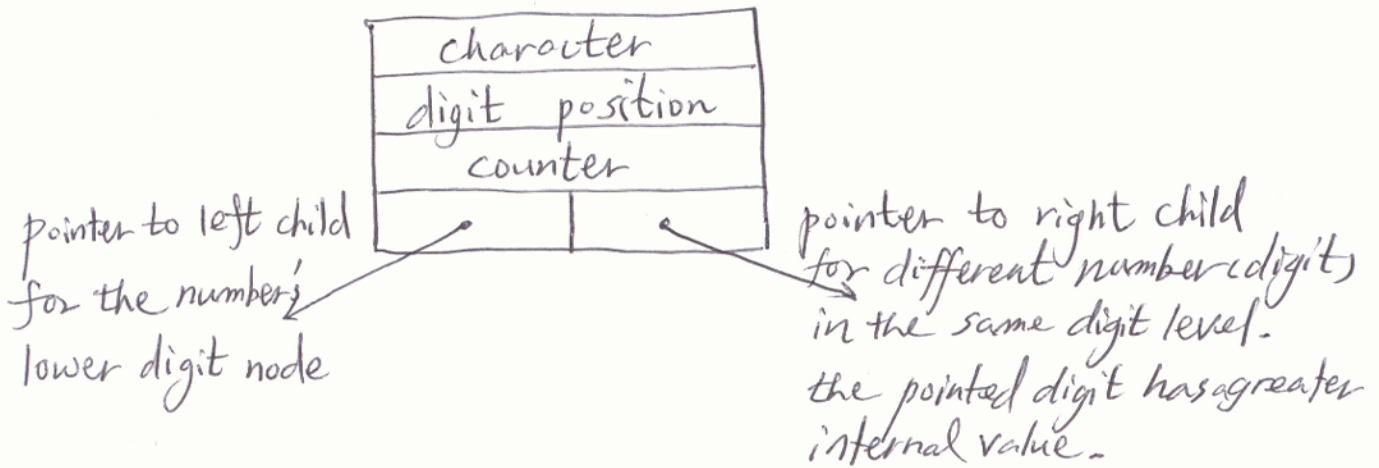 character
digit position
counter
pointer to left child
for the number's
lower digit node
pointer to right child
for different number(digit)
in the same digit level.
the pointed digit has a greater
internal value.